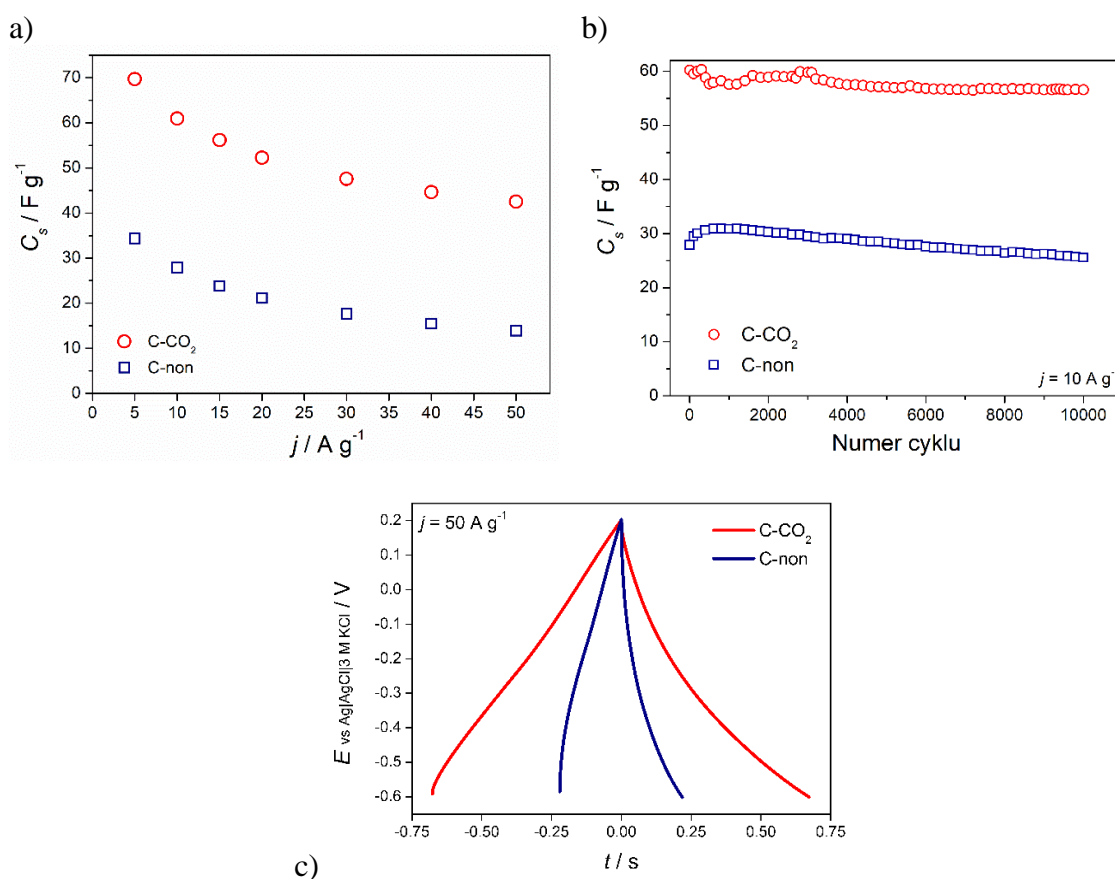 a)
70
60
50
40
30
20
10
0
C_s / F g⁻¹
C-CO₂
C-non
0 5 10 15 20 25 30 35 40 45 50
j / A g⁻¹
b)
60
50
40
30
20
10
0
C_s / F g⁻¹
C-CO₂
C-non
j = 10 A g⁻¹
0 2000 4000 6000 8000 10000
Numer cyklu
j = 50 A g⁻¹
C-CO₂
C-non
0.2
0.1
0.0
-0.1
-0.2
-0.3
-0.4
-0.5
-0.6
E vs Ag|AgCl|3 M KCl / V
-0.75 -0.50 -0.25 0.00 0.25 0.50 0.75
t / s
c)